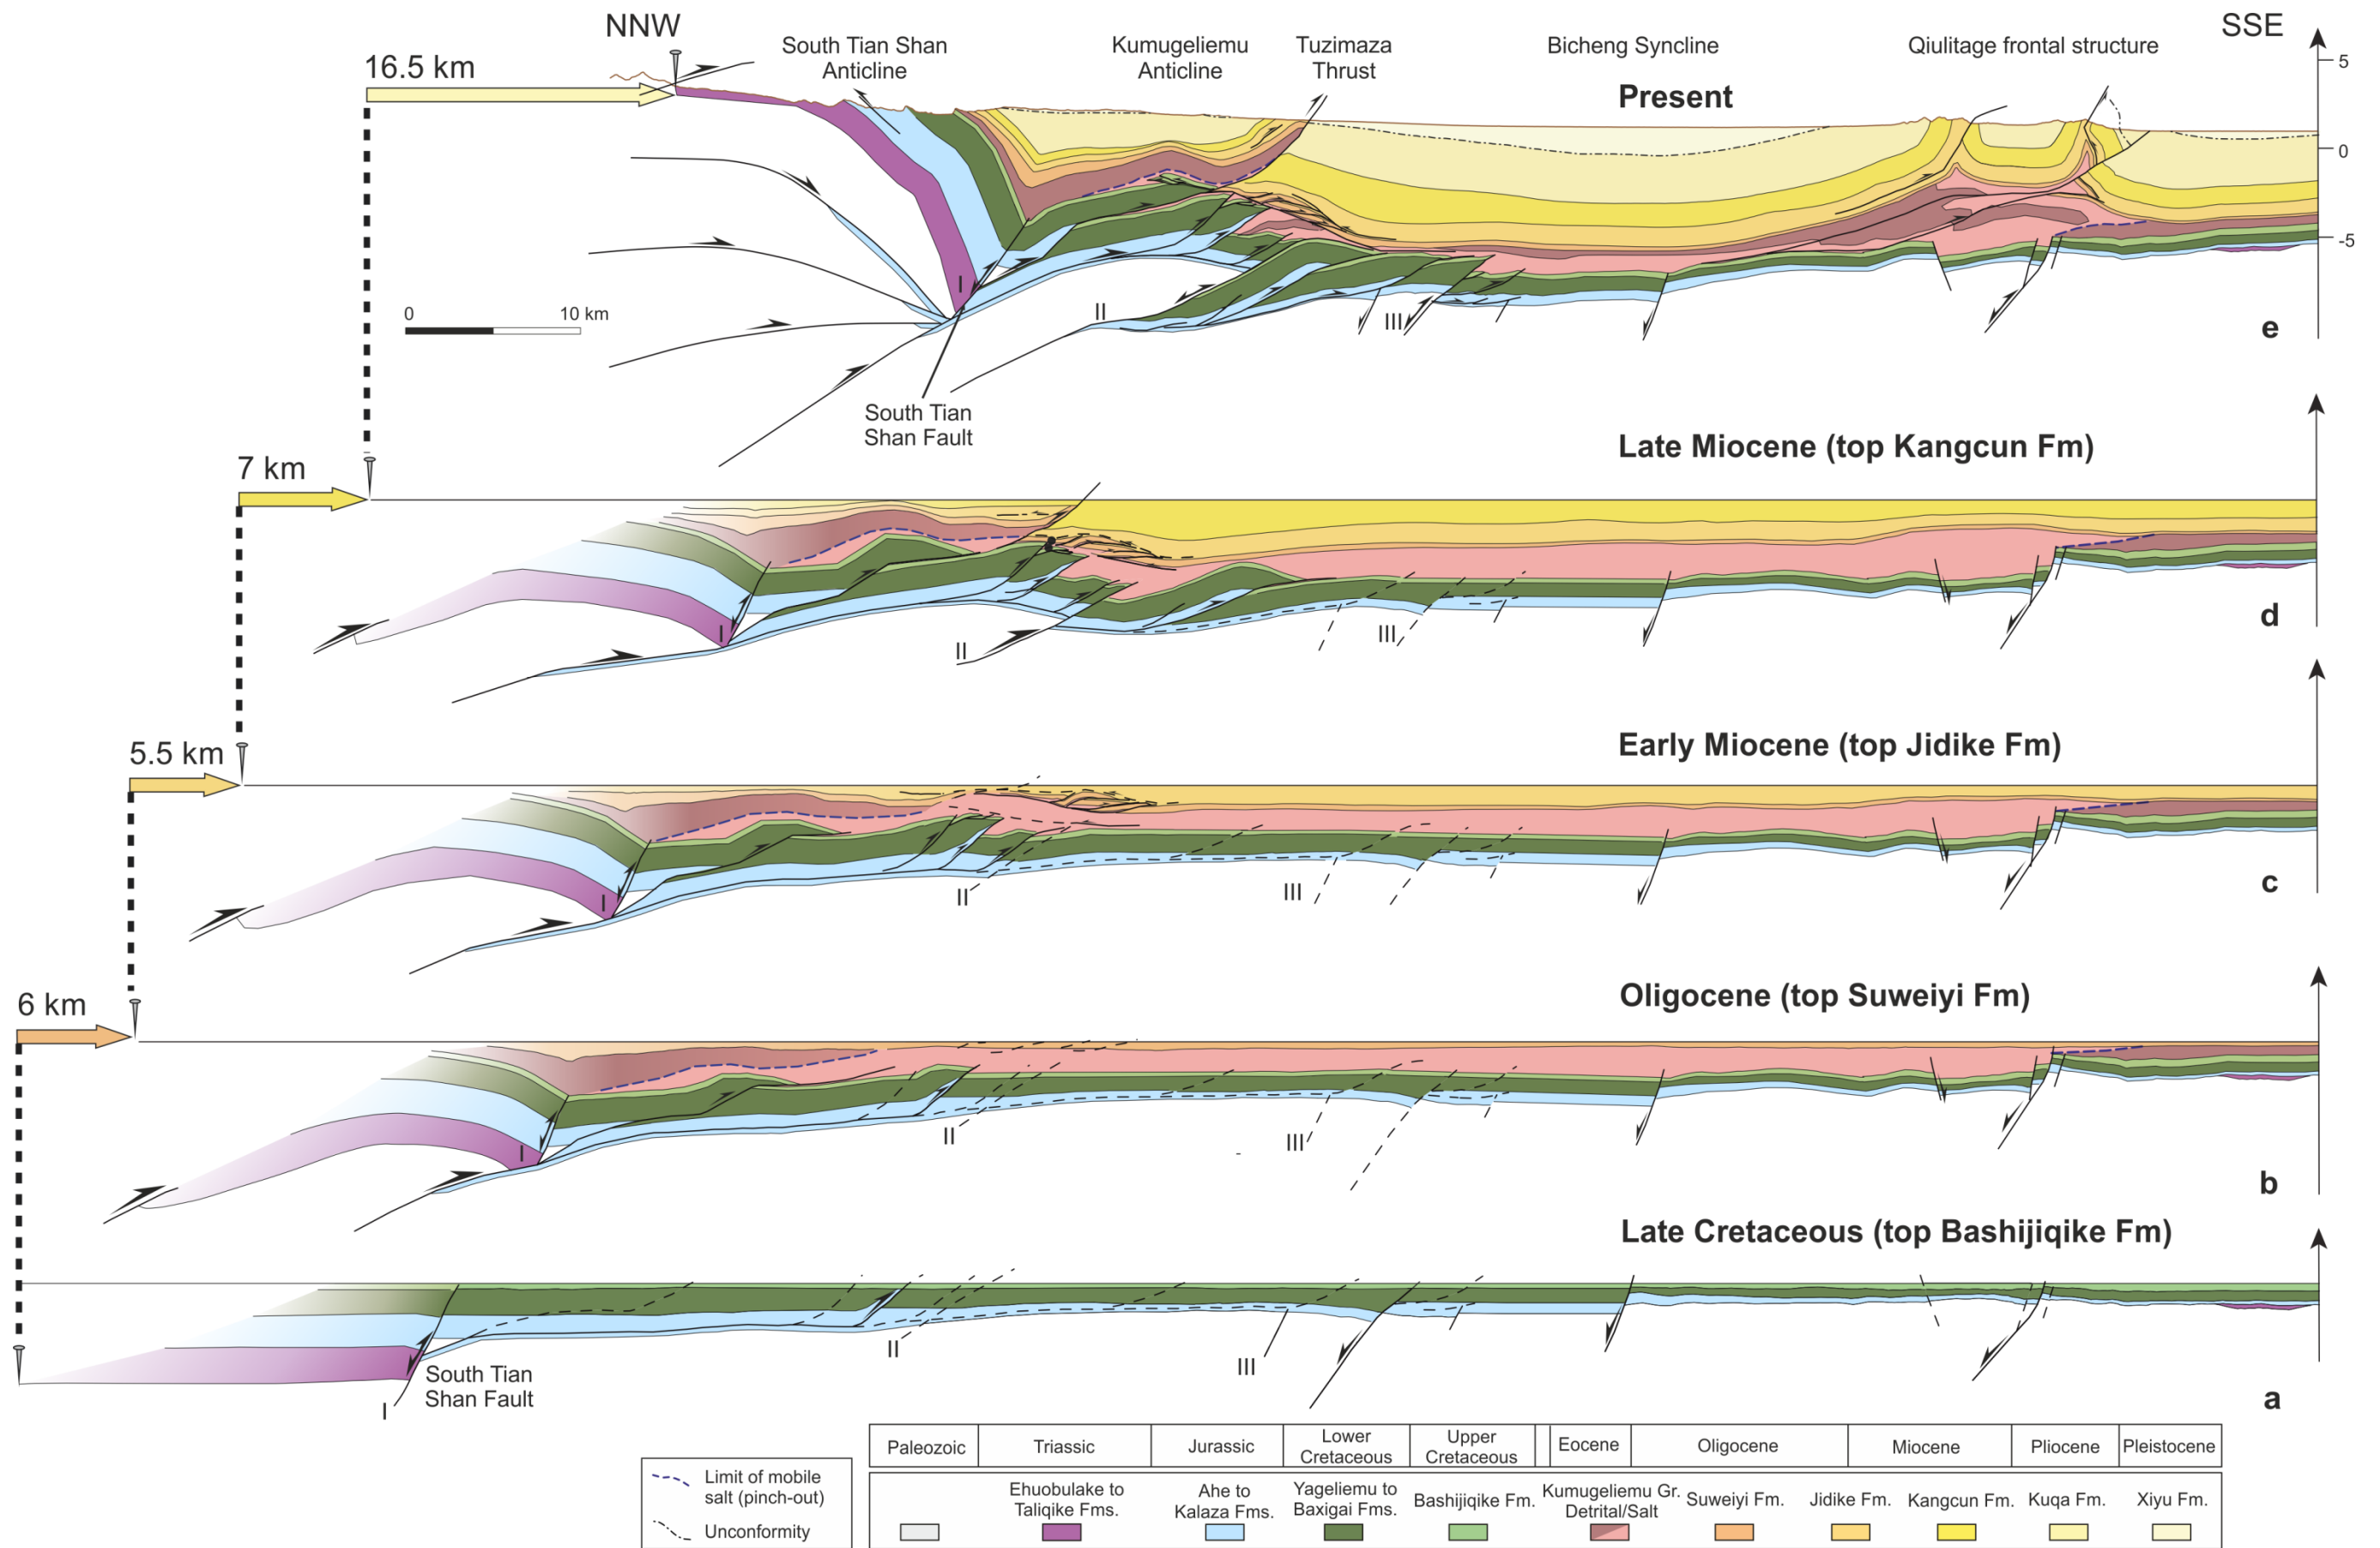 NNW
SSE
16.5 km
South Tian Shan
Anticline
Kumugeliemu
Anticline
Tuzimaza
Thrust
Bicheng Syncline
Qiulitage frontal structure
Present
5
0
-5
0
10 km
I
II
III
e
South Tian
Shan Fault
7 km
Late Miocene (top Kangcun Fm)
I
II
III
d
5.5 km
Early Miocene (top Jidike Fm)
I
II
III
c
6 km
Oligocene (top Suweiyi Fm)
I
II
III
b
Late Cretaceous (top Bashijiqike Fm)
South Tian
Shan Fault
I
II
III
a
Limit of mobile
salt (pinch-out)
Unconformity
Paleozoic
Triassic
Jurassic
Lower
Cretaceous
Upper
Cretaceous
Eocene
Oligocene
Miocene
Pliocene
Pleistocene
Ehuobulake to
Taliqike Fms.
Ahe to
Kalaza Fms.
Yageliemu to
Baxigai Fms.
Bashijiqike Fm.
Kumugeliemu Gr.
Detrital/Salt
Suweiyi Fm.
Jidike Fm.
Kangcun Fm.
Kuqa Fm.
Xiyu Fm.